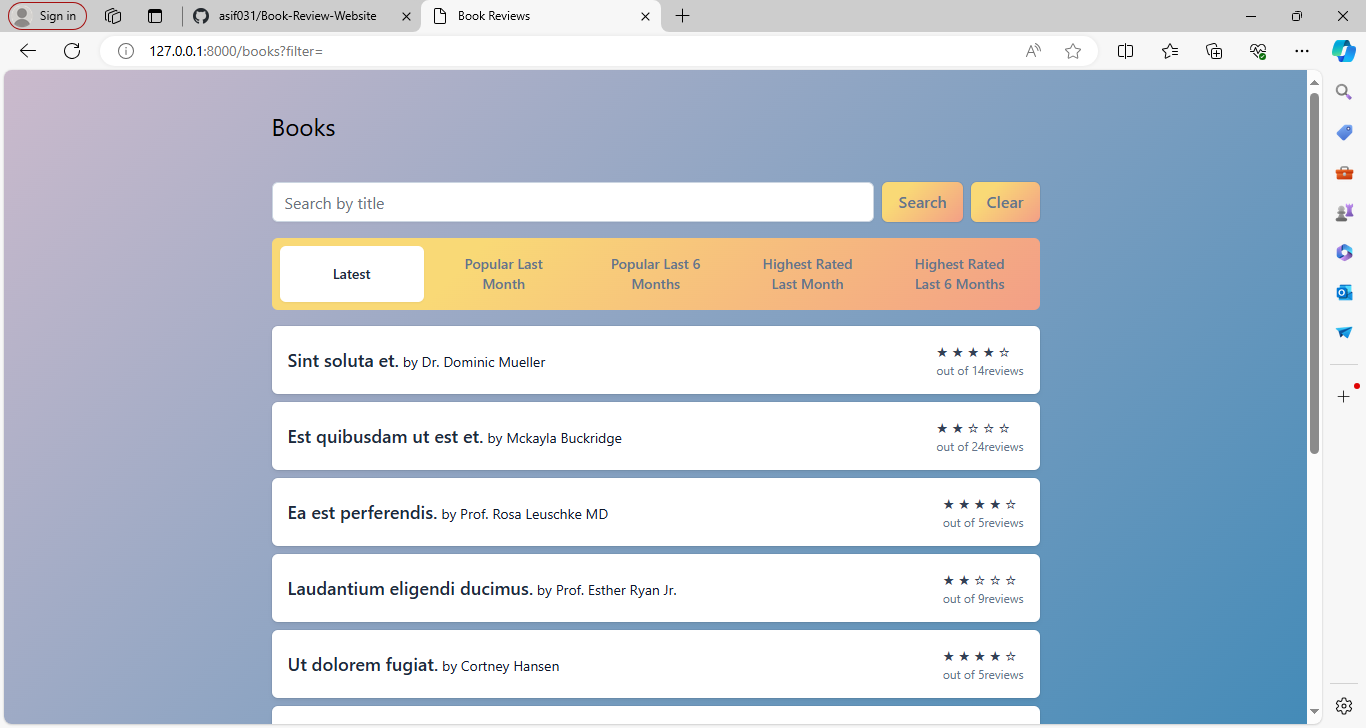 Sign in
asif031/Book-Review-Website
Book Reviews
127.0.0.1:8000/books?filter=
Books
Search by title
Search
Clear
Latest
Popular Last
Month
Popular Last 6
Months
Highest Rated
Last Month
Highest Rated
Last 6 Months
Sint soluta et. by Dr. Dominic Mueller
★ ★ ★ ★ ☆
out of 14reviews
Est quibusdam ut est et. by Mckayla Buckridge
★ ★ ☆ ☆ ☆
out of 24reviews
Ea est perferendis. by Prof. Rosa Leuschke MD
★ ★ ★ ★ ☆
out of 5reviews
Laudantium eligendi ducimus. by Prof. Esther Ryan Jr.
★ ★ ☆ ☆ ☆
out of 9reviews
Ut dolorem fugiat. by Cortney Hansen
★ ★ ★ ★ ☆
out of 5reviews